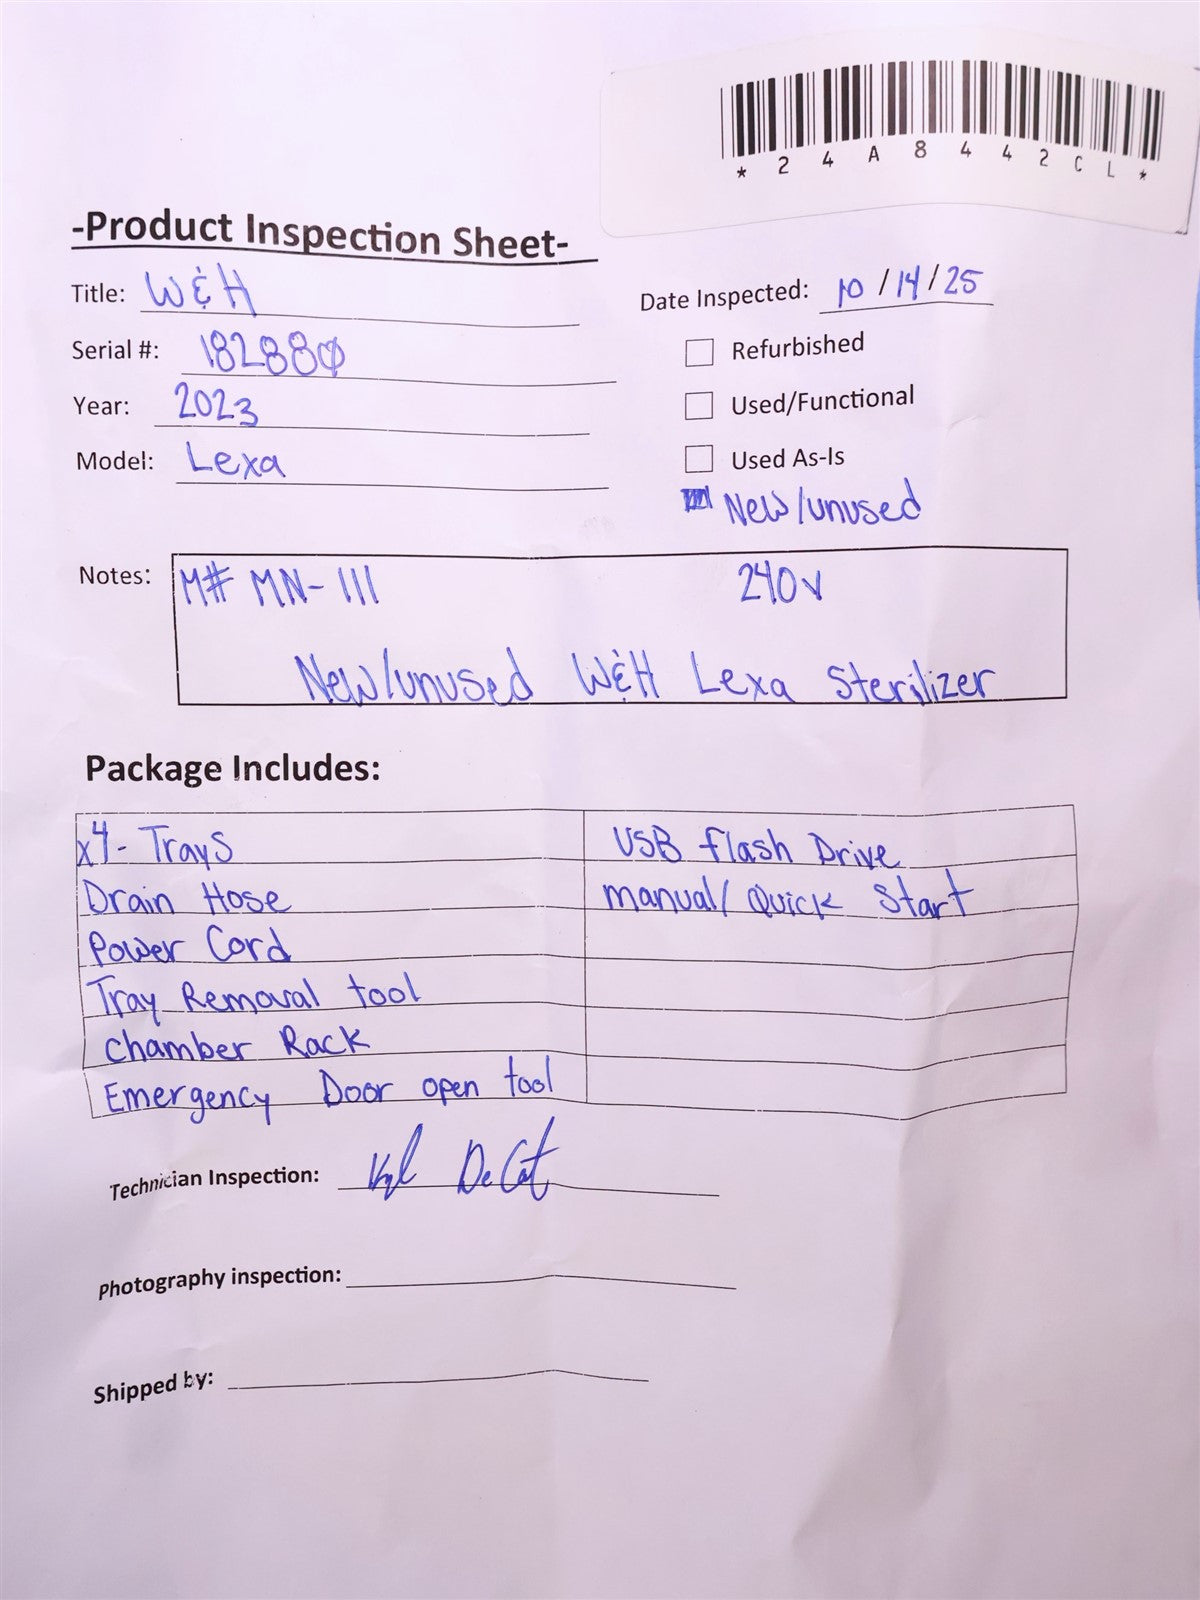 *24A8442CL*
-Product Inspection Sheet-
Title: W&H
Date Inspected: 10/14/25
Serial #: 182880
Refurbished
Year: 2023
Used/Functional
Model: Lexa
Used As-Is
New/unused
Notes: M# MN-111 240v
New/unused W&H Lexa Sterilizer
Package Includes:
x4- Trays USB flash Drive
Drain Hose manual/Quick Start
Power Cord
Tray Removal tool
Chamber Rack
Emergency Door open tool
Technician Inspection:
Photography inspection:
Shipped by: